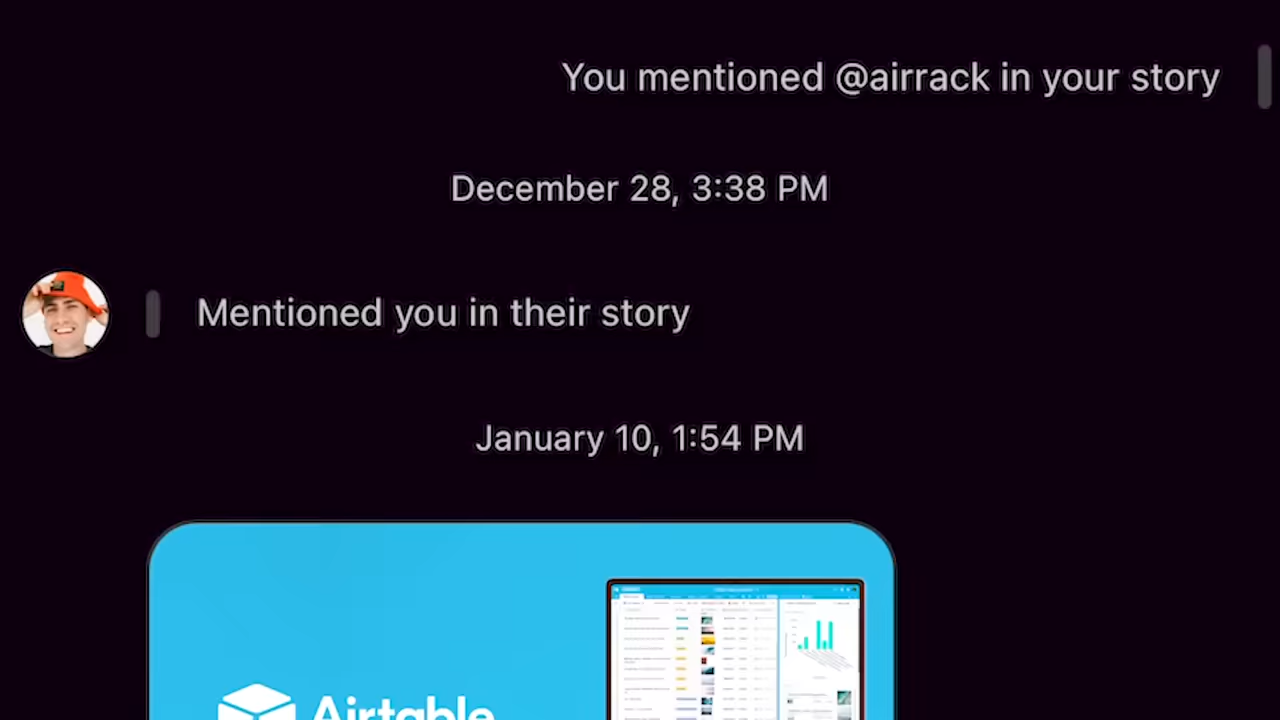 You mentioned @airrack in your story
December 28, 3:38 PM
Mentioned you in their story
January 10, 1:54 PM
Airtable